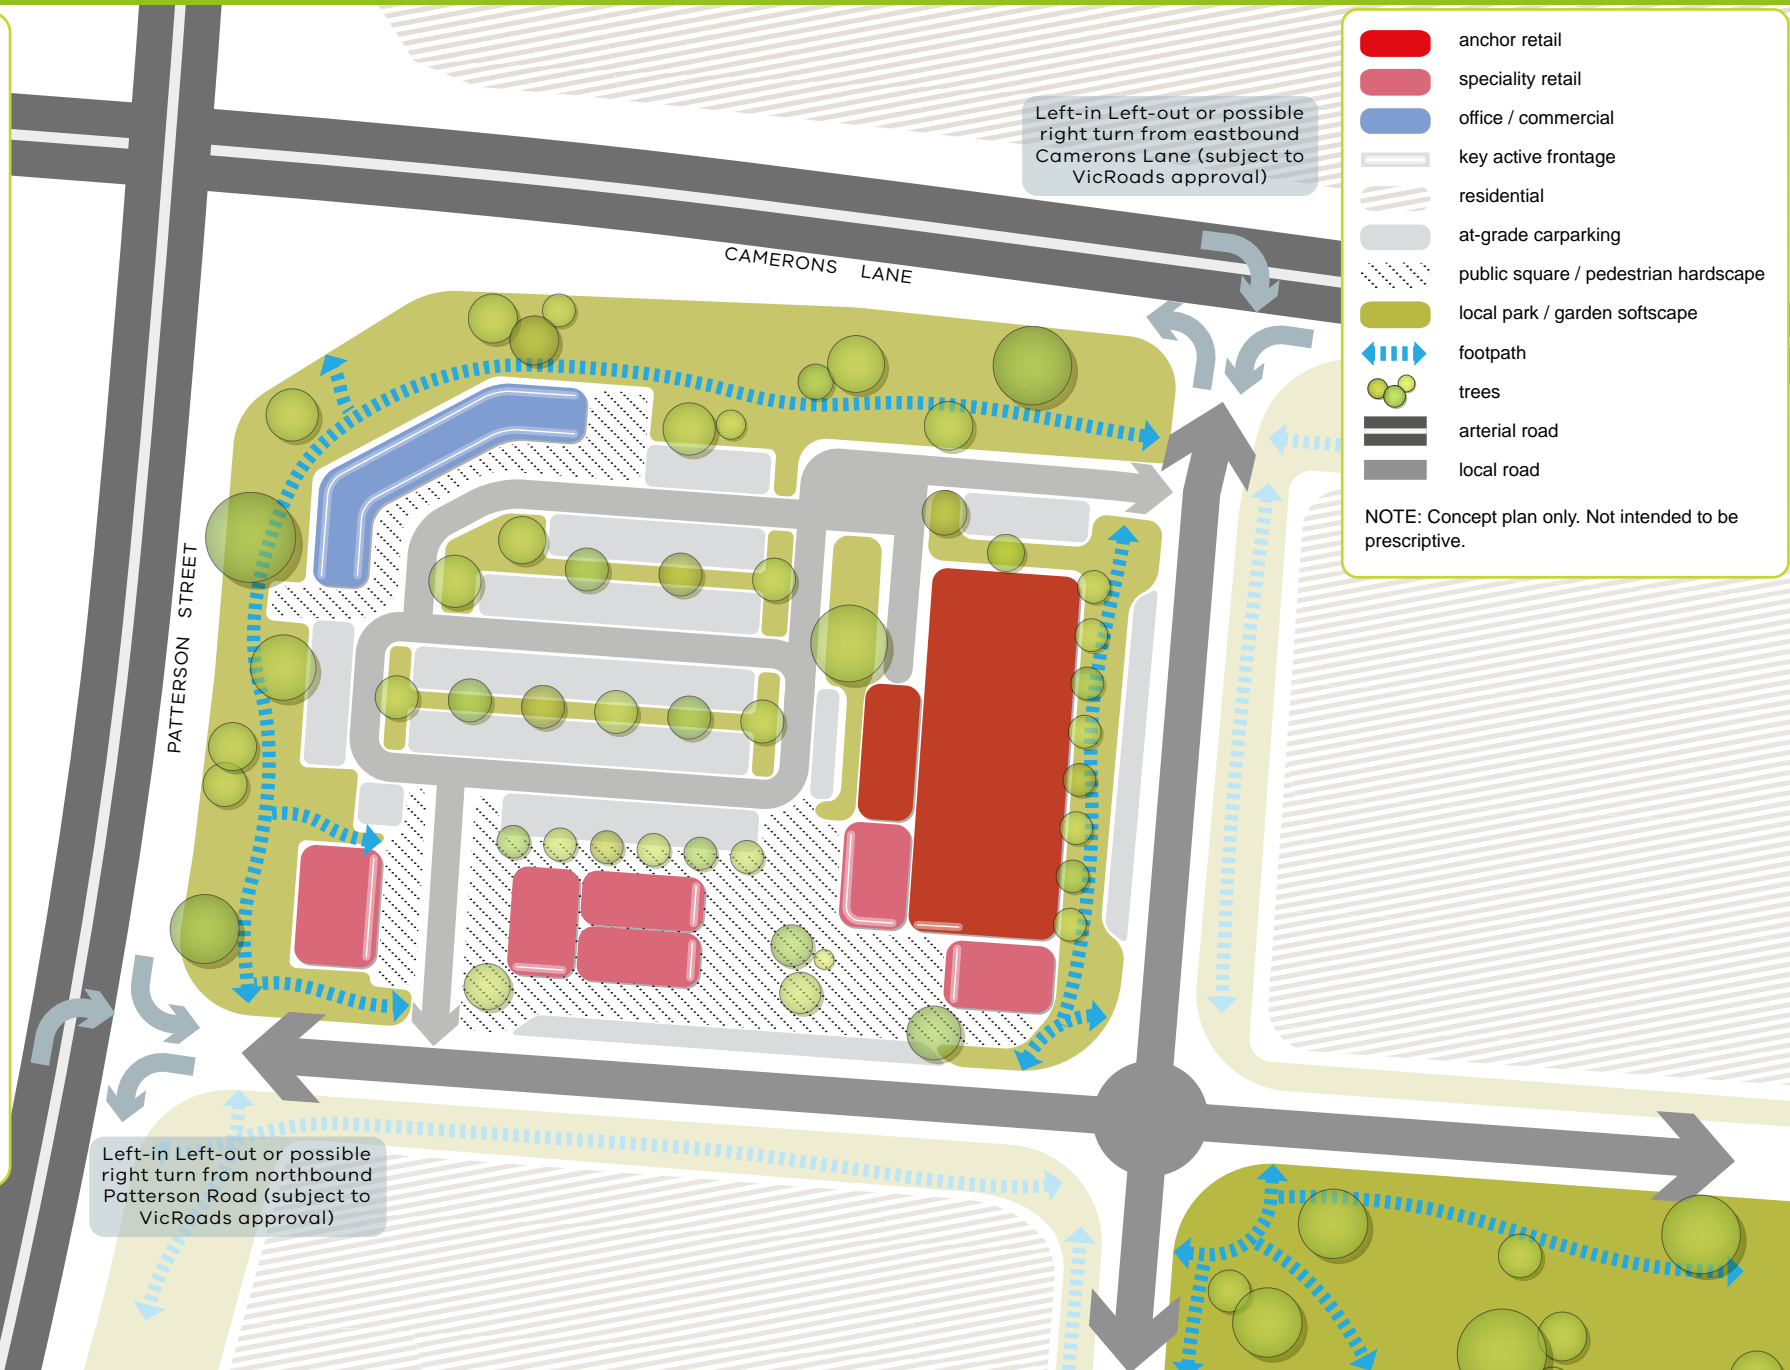 Left-in Left-out or possible
right turn from eastbound
Camerons Lane (subject to
VicRoads approval)
CAMERONS LANE
PATTERSON STREET
Left-in Left-out or possible
right turn from northbound
Patterson Road (subject to
VicRoads approval)
anchor retail
speciality retail
office / commercial
key active frontage
residential
at-grade carparking
public square / pedestrian hardscape
local park / garden softscape
footpath
trees
arterial road
local road
NOTE: Concept plan only. Not intended to be
prescriptive.